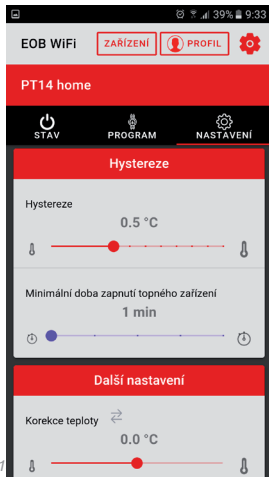 39% 9:33
EOB WiFi
ZAŘÍZENÍ
PROFIL
PT14 home
STAV
PROGRAM
NASTAVENÍ
Hystereze
Hystereze
0.5 °C
Minimální doba zapnutí topného zařízení
1 min
Další nastavení
Korekce teploty
0.0 °C
1